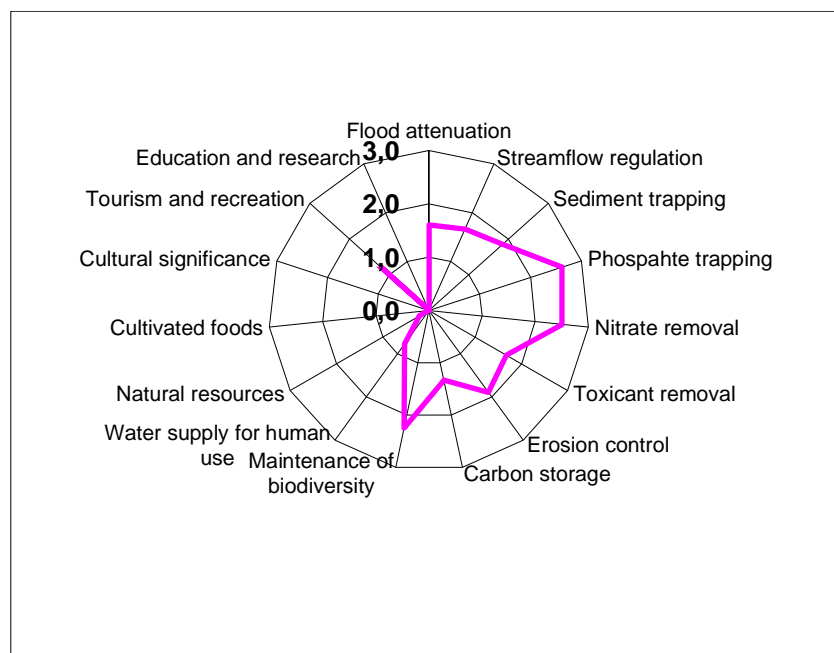 Flood attenuation
Streamflow regulation
Sediment trapping
Phospahte trapping
Nitrate removal
Toxicant removal
Erosion control
Carbon storage
Maintenance of
biodiversity
Water supply for human
use
Natural resources
Cultivated foods
Cultural significance
Tourism and recreation
Education and research
3,0
2,0
1,0
0,0